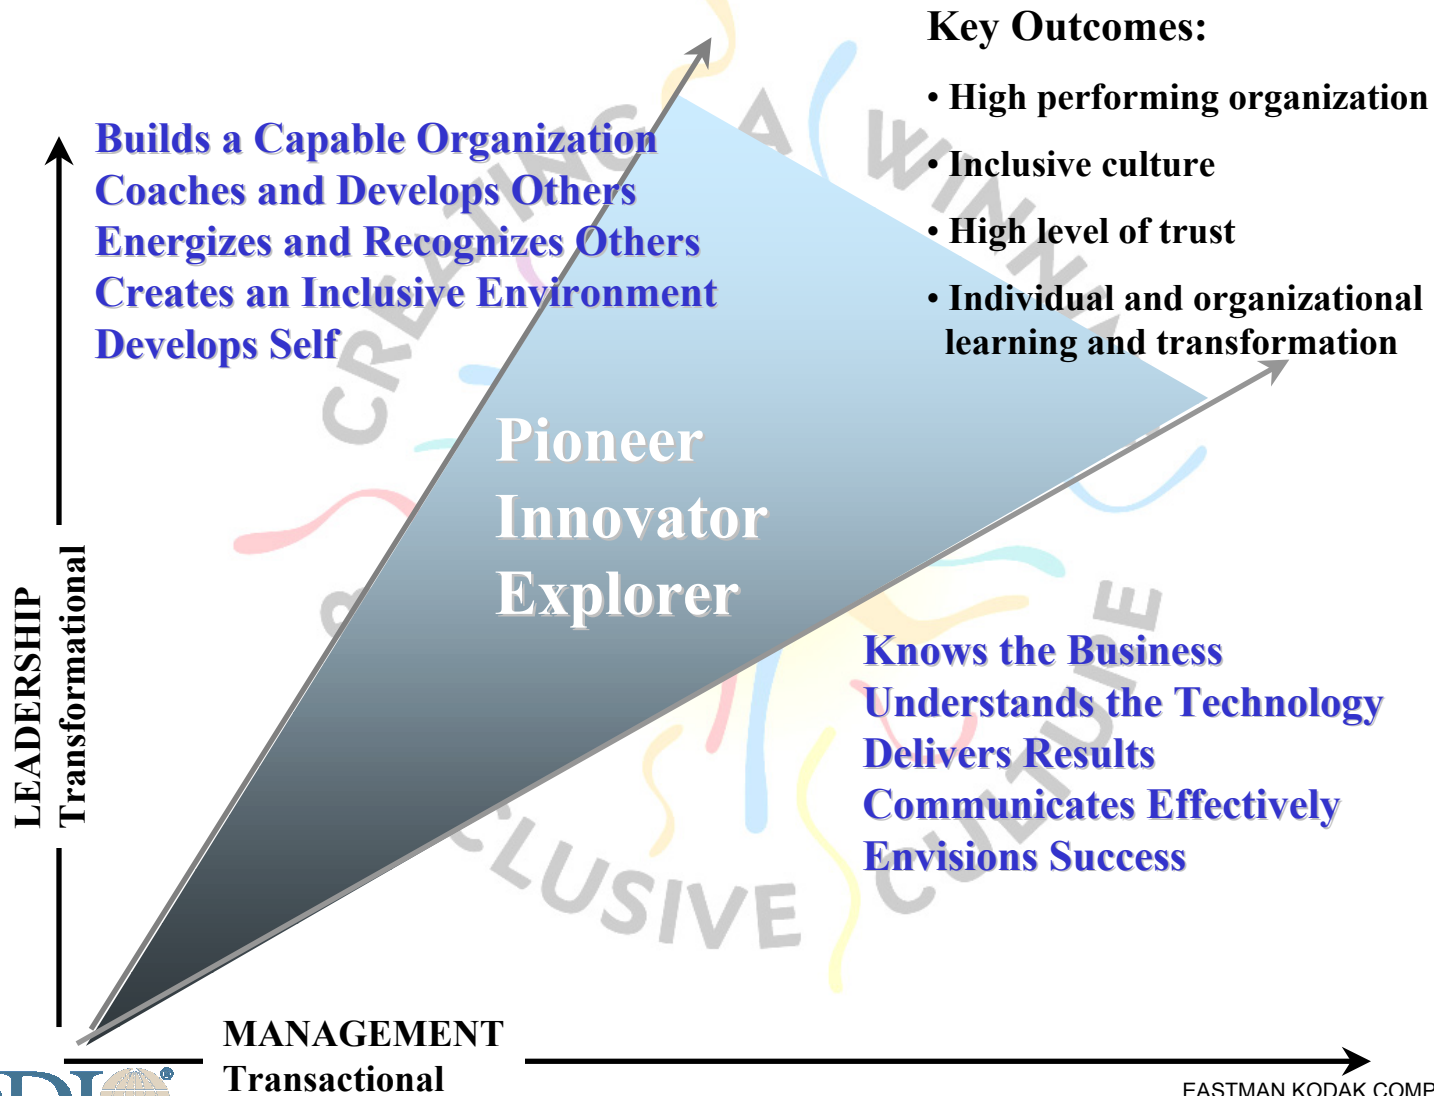 Key Outcomes:
• High performing organization
• Inclusive culture
• High level of trust
• Individual and organizational
learning and transformation
Builds a Capable Organization
Coaches and Develops Others
Energizes and Recognizes Others
Creates an Inclusive Environment
Develops Self
Pioneer
Innovator
Explorer
Knows the Business
Understands the Technology
Delivers Results
Communicates Effectively
Envisions Success
LEADERSHIP
Transformational
MANAGEMENT
Transactional
CREATING A
CULTURE
EASTMAN KODAK